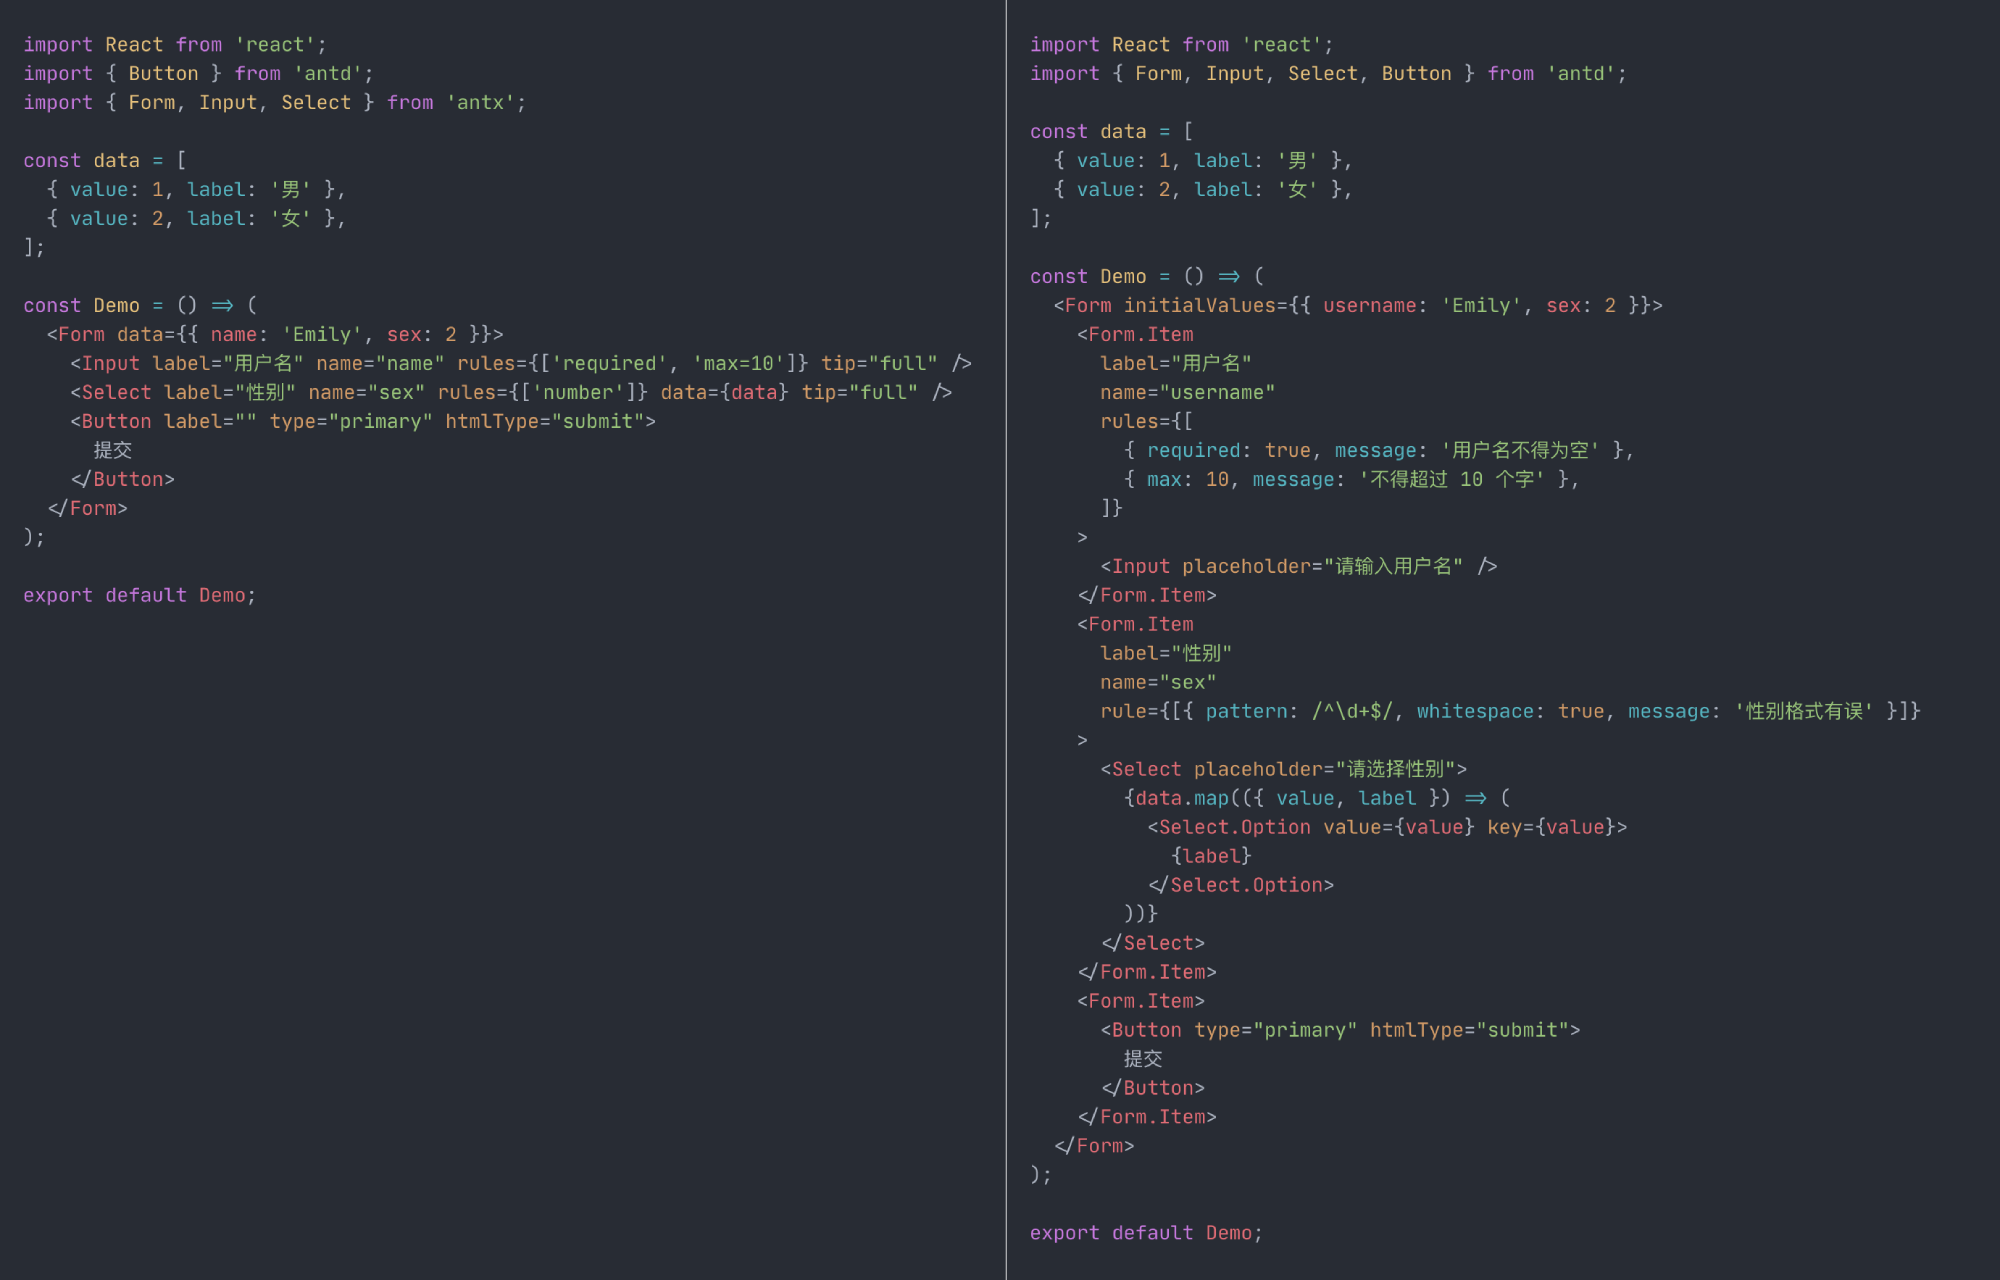 import React from 'react';
import { Button } from 'antd';
import { Form, Input, Select } from 'antx';

const data = [
  { value: 1, label: '男' },
  { value: 2, label: '女' },
];

const Demo = () => (
  <Form data={{ name: 'Emily', sex: 2 }}>
    <Input label="用户名" name="name" rules={['required', 'max=10']} tip="full" />
    <Select label="性别" name="sex" rules={['number']} data={data} tip="full" />
    <Button label="" type="primary" htmlType="submit">
      提交
    </Button>
  </Form>
);

export default Demo;

import React from 'react';
import { Form, Input, Select, Button } from 'antd';

const data = [
  { value: 1, label: '男' },
  { value: 2, label: '女' },
];

const Demo = () => (
  <Form initialValues={{ username: 'Emily', sex: 2 }}>
    <Form.Item
      label="用户名"
      name="username"
      rules={[
        { required: true, message: '用户名不得为空' },
        { max: 10, message: '不得超过 10 个字' },
      ]}
    >
      <Input placeholder="请输入用户名" />
    </Form.Item>
    <Form.Item
      label="性别"
      name="sex"
      rule={[{ pattern: /^\d+$/, whitespace: true, message: '性别格式有误' }]}
    >
      <Select placeholder="请选择性别">
        {data.map(({ value, label }) => (
          <Select.Option value={value} key={value}>
            {label}
          </Select.Option>
        ))}
      </Select>
    </Form.Item>
    <Form.Item>
      <Button type="primary" htmlType="submit">
        提交
      </Button>
    </Form.Item>
  </Form>
);

export default Demo;